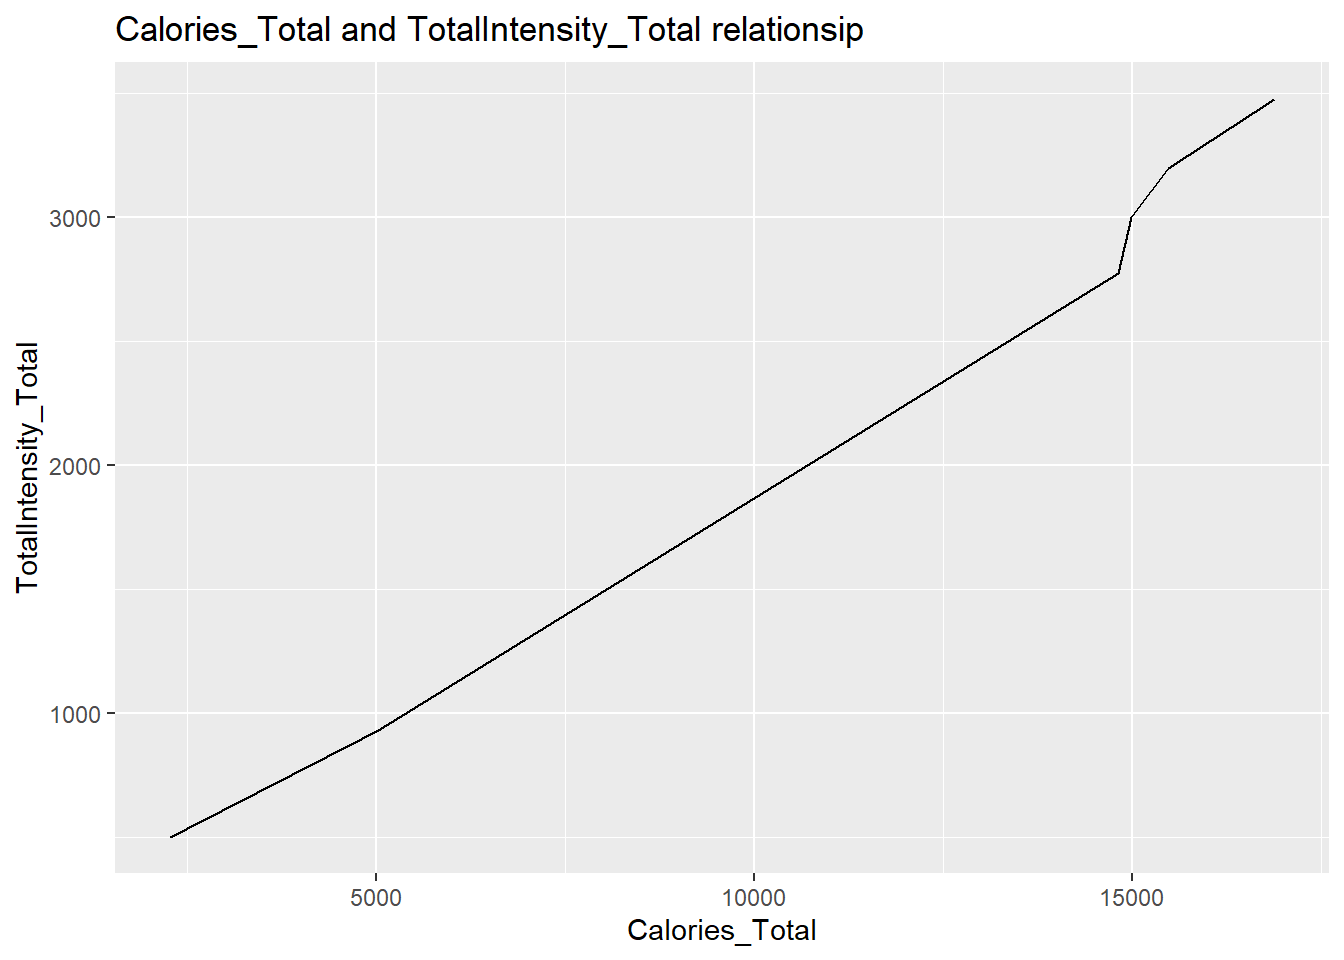 Calories_Total and TotalIntensity_Total relationsip
TotalIntensity_Total
3000
2000
1000
5000 10000 15000
Calories_Total